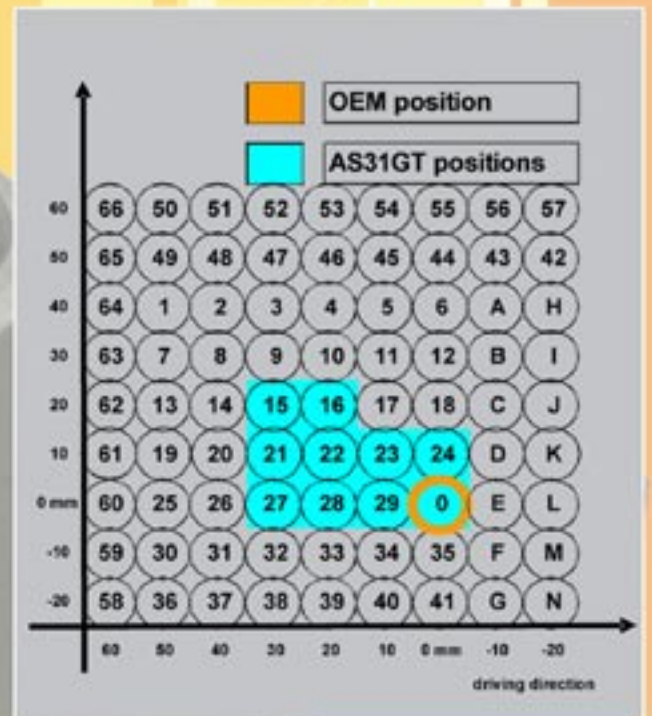 OEM position
AS31GT positions
60 66 50 51 52 53 54 55 56 57
50 65 49 48 47 46 45 44 43 42
40 64 1 2 3 4 5 6 A H
30 63 7 8 9 10 11 12 B I
20 62 13 14 15 16 17 18 C J
10 61 19 20 21 22 23 24 D K
0 mm 60 25 26 27 28 29 0 E L
-10 59 30 31 32 33 34 35 F M
-20 58 36 37 38 39 40 41 G N
60 50 40 30 20 10 0 mm -10 -20
driving direction